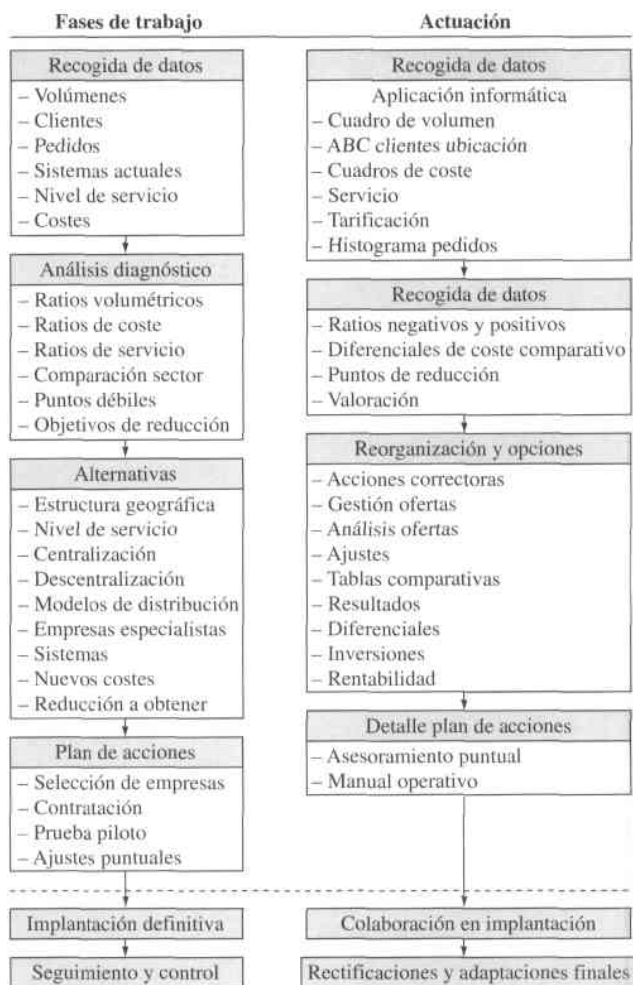 Fases de trabajo
Recogida de datos
– Volúmenes
– Clientes
– Pedidos
– Sistemas actuales
– Nivel de servicio
– Costes
Análisis diagnóstico
– Ratios volumétricos
– Ratios de coste
– Ratios de servicio
– Comparación sector
– Puntos débiles
– Objetivos de reducción
Alternativas
– Estructura geográfica
– Nivel de servicio
– Centralización
– Descentralización
– Modelos de distribución
– Empresas especialistas
– Sistemas
– Nuevos costes
– Reducción a obtener
Plan de acciones
– Selección de empresas
– Contratación
– Prueba piloto
– Ajustes puntuales
Implantación definitiva
Seguimiento y control
Actuación
Recogida de datos
Aplicación informática
– Cuadro de volumen
– ABC clientes ubicación
– Cuadros de coste
– Servicio
– Tarificación
– Histograma pedidos
Recogida de datos
– Ratios negativos y positivos
– Diferenciales de coste comparativo
– Puntos de reducción
– Valoración
Reorganización y opciones
– Acciones correctoras
– Gestión ofertas
– Análisis ofertas
– Ajustes
– Tablas comparativas
– Resultados
– Diferenciales
– Inversiones
– Rentabilidad
Detalle plan de acciones
– Asesoramiento puntual
– Manual operativo
Colaboración en implantación
Rectificaciones y adaptaciones finales